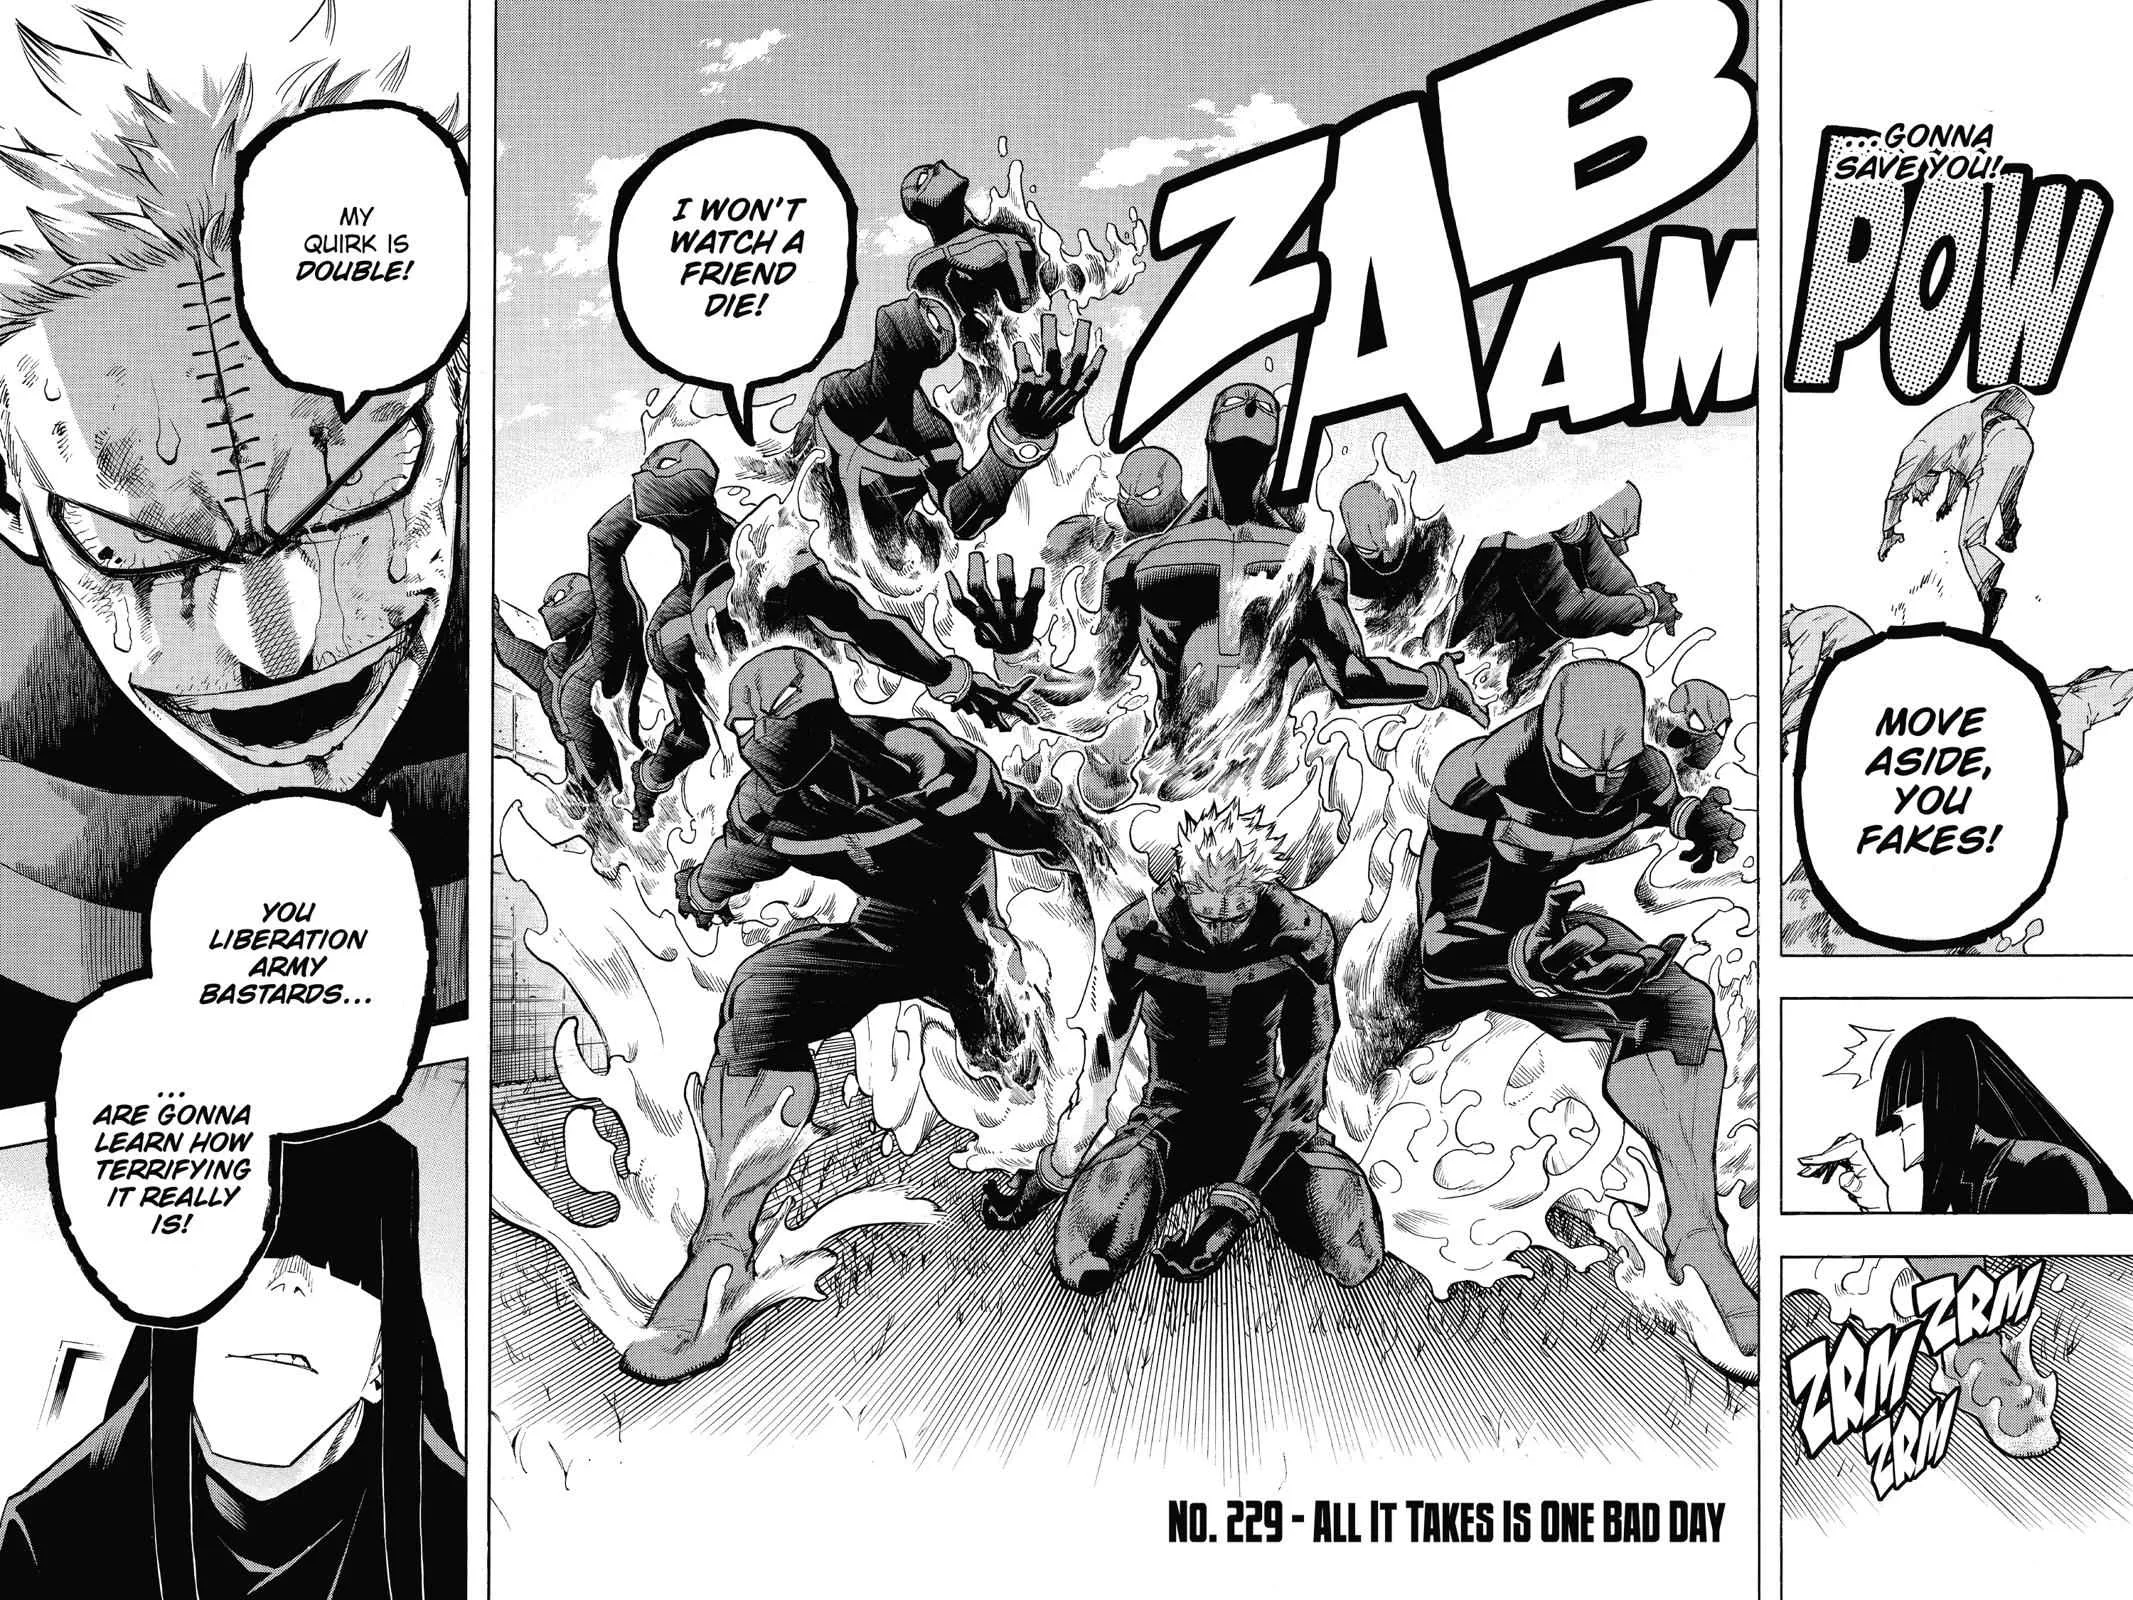 ...GONNA
SAVE YOU!
POW
MOVE
ASIDE,
YOU
FAKES!
ZRM
ZRM
ZRM
ZABAAM
I WON'T
WATCH A
FRIEND
DIE!
NO. 229 - ALL IT TAKES IS ONE BAD DAY
MY
QUIRK IS
DOUBLE!
YOU
LIBERATION
ARMY
BASTARDS...
...
ARE GONNA
LEARN HOW
TERRIFYING
IT REALLY
IS!